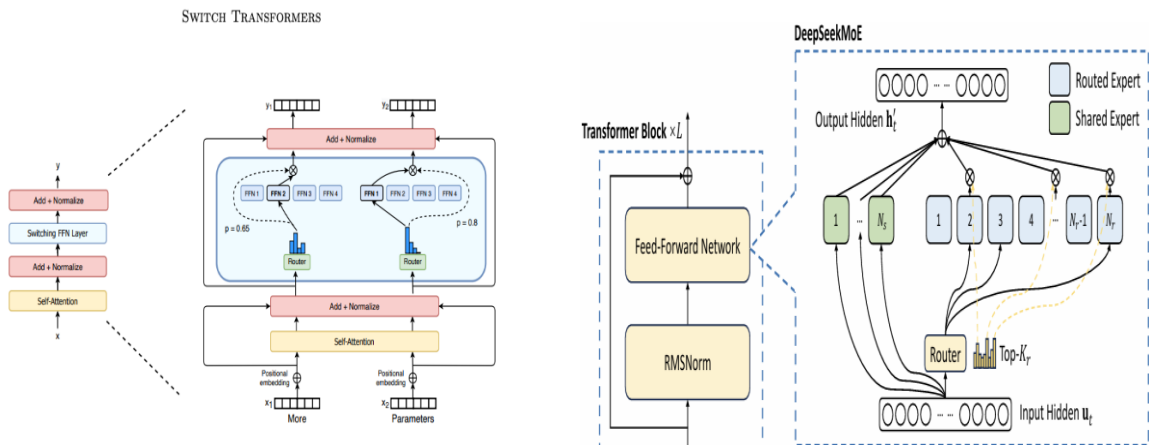 SWITCH TRANSFORMERS
y
Add + Normalize
Switching FFN Layer
Add + Normalize
Self-Attention
x
y₁
y₂
Add + Normalize
FFN 1
FFN 2
FFN 3
FFN 4
FFN 1
FFN 2
FFN 3
FFN 4
p = 0.65
p = 0.8
Router
Router
Add + Normalize
Self-Attention
Positional embedding
Positional embedding
x₁
x₂
More
Parameters
DeepSeekMoE
Transformer Block ×L
Feed-Forward Network
RMSNorm
Routed Expert
Shared Expert
Output Hidden h′ₜ
1
...
Nₛ
1
2
3
4
...
Nᵣ-1
Nᵣ
Router
Top-Kᵣ
Input Hidden uₜ